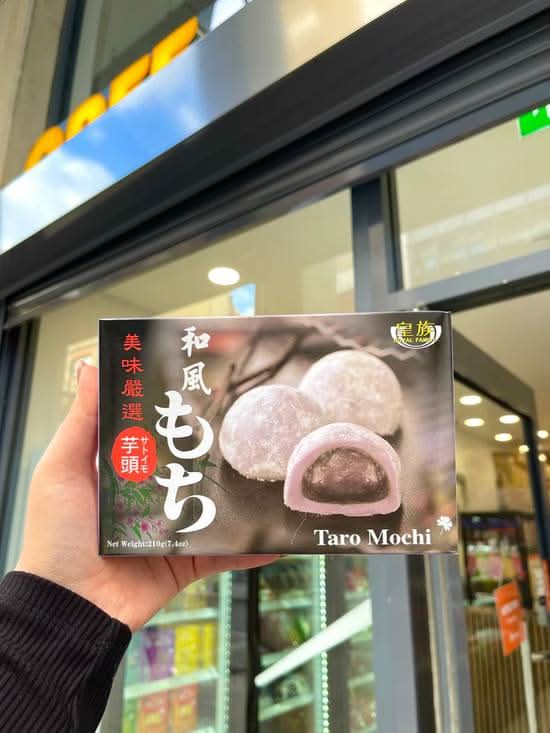 皇族
ROYAL FAMILY
和風
もち
美味嚴選
サトイモ
芋頭
Taro Mochi
Net Weight:210g(7.4oz)